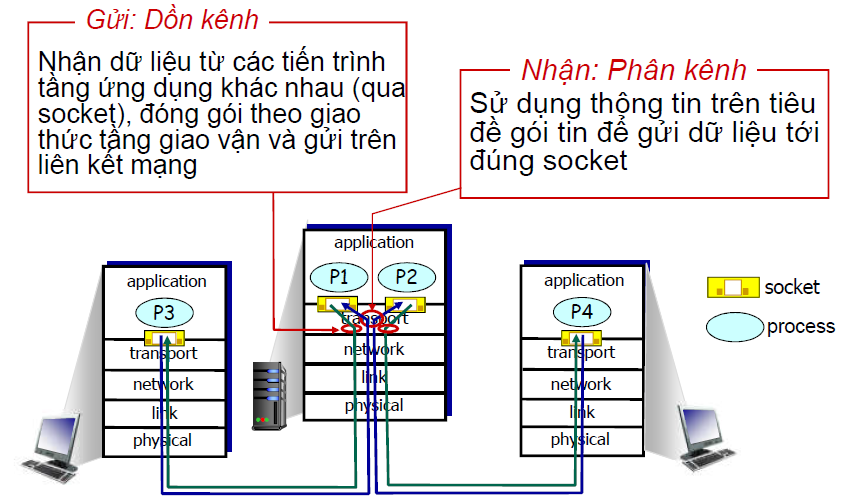 Gửi: Dồn kênh
Nhận dữ liệu từ các tiến trình
tầng ứng dụng khác nhau (qua
socket), đóng gói theo giao
thức tầng giao vận và gửi trên
liên kết mạng
Nhận: Phân kênh
Sử dụng thông tin trên tiêu
đề gói tin để gửi dữ liệu tới
đúng socket
application
P3
transport
network
link
physical
application
P1
P2
transport
network
link
physical
application
P4
transport
network
link
physical
socket
process